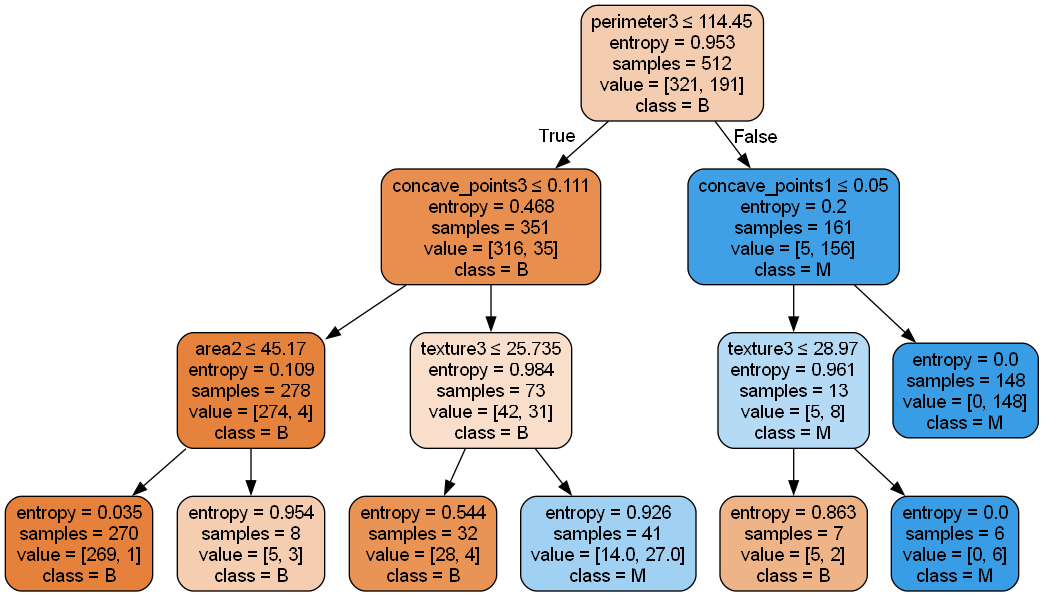 perimeter3 ≤ 114.45
entropy = 0.953
samples = 512
value = [321, 191]
class = B
True
False
concave_points3 ≤ 0.111
entropy = 0.468
samples = 351
value = [316, 35]
class = B
concave_points1 ≤ 0.05
entropy = 0.2
samples = 161
value = [5, 156]
class = M
area2 ≤ 45.17
entropy = 0.109
samples = 278
value = [274, 4]
class = B
texture3 ≤ 25.735
entropy = 0.984
samples = 73
value = [42, 31]
class = B
texture3 ≤ 28.97
entropy = 0.961
samples = 13
value = [5, 8]
class = M
entropy = 0.0
samples = 148
value = [0, 148]
class = M
entropy = 0.035
samples = 270
value = [269, 1]
class = B
entropy = 0.954
samples = 8
value = [5, 3]
class = B
entropy = 0.544
samples = 32
value = [28, 4]
class = B
entropy = 0.926
samples = 41
value = [14.0, 27.0]
class = M
entropy = 0.863
samples = 7
value = [5, 2]
class = B
entropy = 0.0
samples = 6
value = [0, 6]
class = M